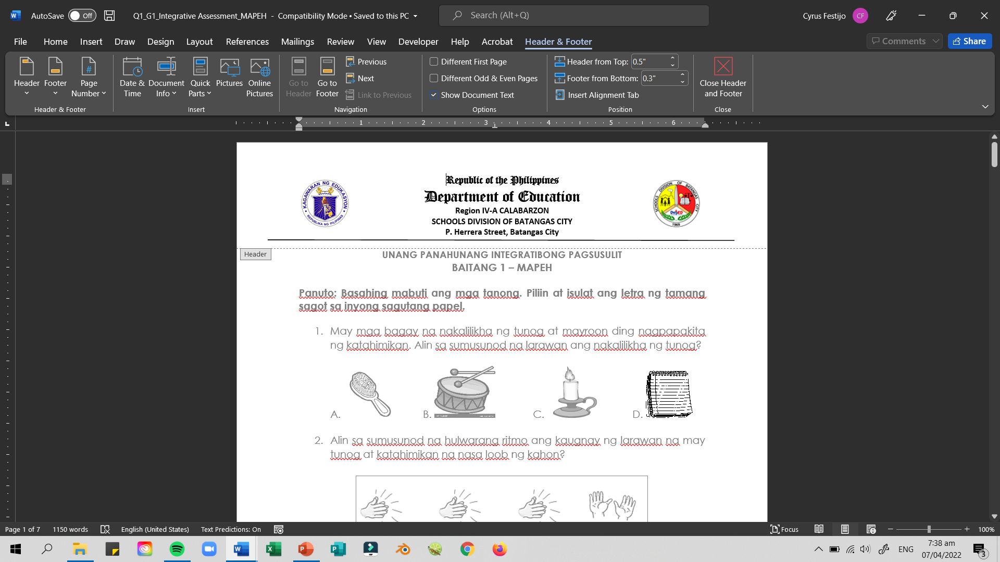 AutoSave Off Q1_G1_Integrative Assessment_MAPEH - Compatibility Mode • Saved to this PC Search (Alt+Q) Cyrus Festijo CF
File Home Insert Draw Design Layout References Mailings Review View Developer Help Acrobat Header & Footer Comments Share
Header Footer Page Number Date & Time Document Info Quick Parts Pictures Online Pictures Go to Header Go to Footer
Previous
Next
Link to Previous
Different First Page
Different Odd & Even Pages
Show Document Text
Header from Top: 0.5"
Footer from Bottom: 0.3"
Insert Alignment Tab
Close Header and Footer
Header & Footer Insert Navigation Options Position Close
1 2 3 4 5 6
KAGAWARAN NG EDUKASYON
REPUBLIKA NG PILIPINAS
Republic of the Philippines
Department of Education
Region IV-A CALABARZON
SCHOOLS DIVISION OF BATANGAS CITY
P. Herrera Street, Batangas City
SCHOOLS DIVISION OF BATANGAS CITY
DepED
1969
Header
UNANG PANAHUNANG INTEGRATIBONG PAGSUSULIT
BAITANG 1 – MAPEH
Panuto: Basahing mabuti ang mga tanong. Piliin at isulat ang letra ng tamang
sagot sa inyong sagutang papel.
1. May mga bagay na nakalilikha ng tunog at mayroon ding nagpapakita
ng katahimikan. Alin sa sumusunod na larawan ang nakalilikha ng tunog?
A. B. C. D.
2. Alin sa sumusunod na hulwarang ritmo ang kaugnay ng larawan na may
tunog at katahimikan na nasa loob ng kahon?
Page 1 of 7 1150 words English (United States) Text Predictions: On Focus 100%
ENG 7:38 am
07/04/2022 3